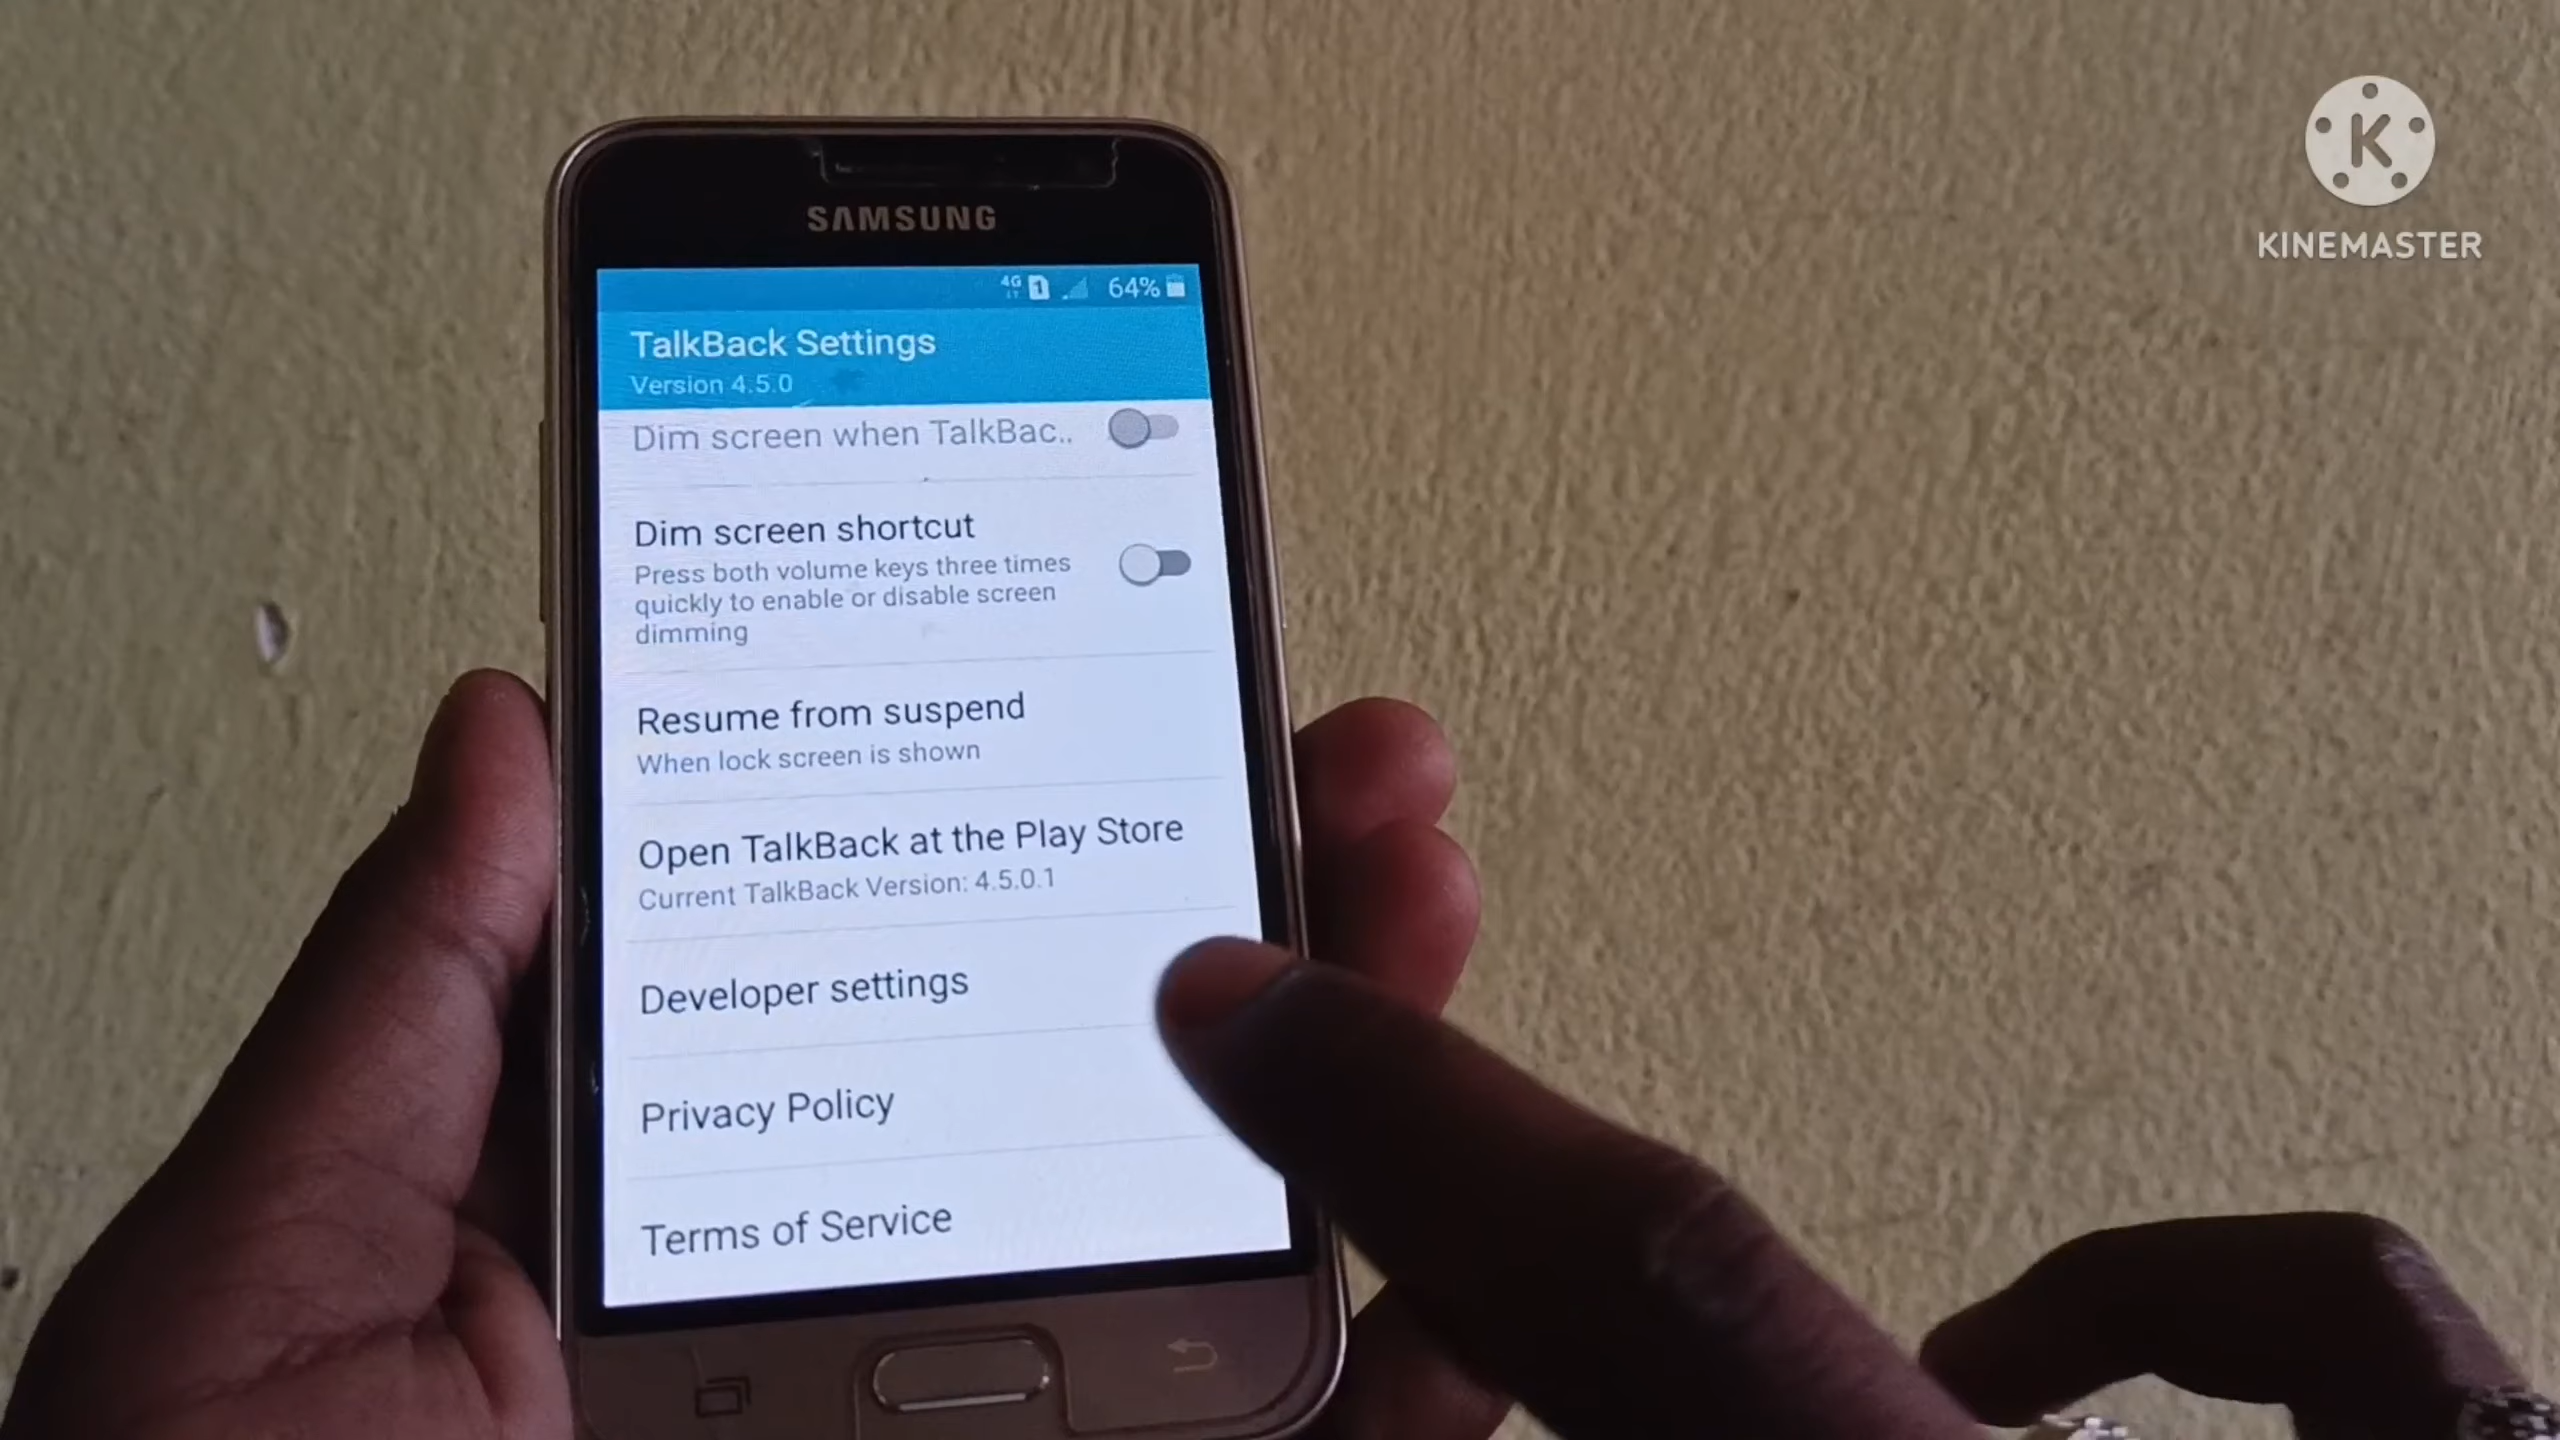 K
KINEMASTER
SAMSUNG
4G 1 64%
TalkBack Settings
Version 4.5.0
Dim screen when TalkBac..
Dim screen shortcut
Press both volume keys three times
quickly to enable or disable screen
dimming
Resume from suspend
When lock screen is shown
Open TalkBack at the Play Store
Current TalkBack Version: 4.5.0.1
Developer settings
Privacy Policy
Terms of Service